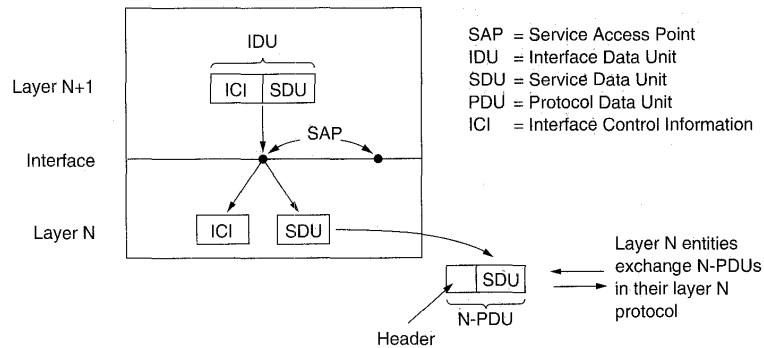 IDU
ICI SDU
Layer N+1
SAP
Interface
Layer N
ICI SDU
SAP = Service Access Point
IDU = Interface Data Unit
SDU = Service Data Unit
PDU = Protocol Data Unit
ICI = Interface Control Information
SDU
N-PDU
Header
Layer N entities
exchange N-PDUs
in their layer N
protocol